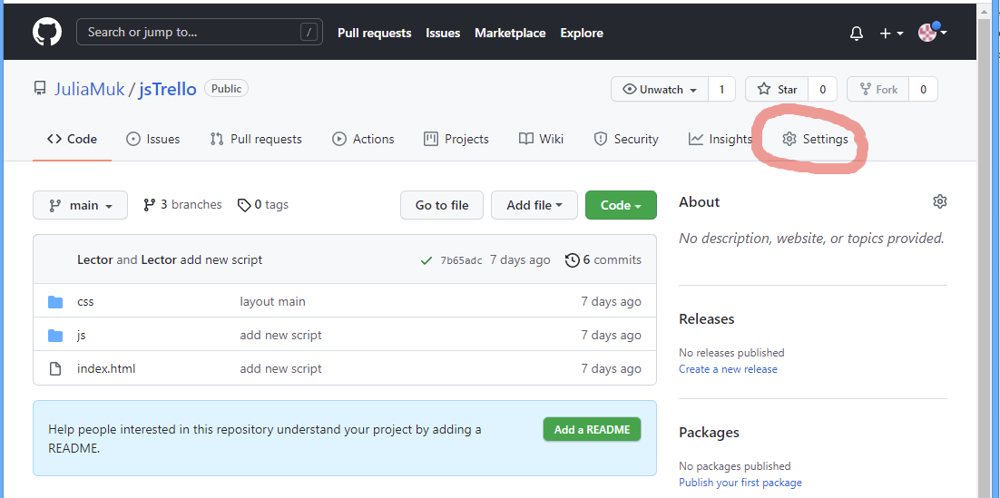 Search or jump to... / Pull requests Issues Marketplace Explore
JuliaMuk / jsTrello Public Unwatch 1 Star 0 Fork 0
Code Issues Pull requests Actions Projects Wiki Security Insights Settings
main 3 branches 0 tags Go to file Add file Code
Lector and Lector add new script 7b65adc 7 days ago 6 commits
css layout main 7 days ago
js add new script 7 days ago
index.html add new script 7 days ago
Help people interested in this repository understand your project by adding a
README.
Add a README
About
No description, website, or topics provided.
Releases
No releases published
Create a new release
Packages
No packages published
Publish your first package